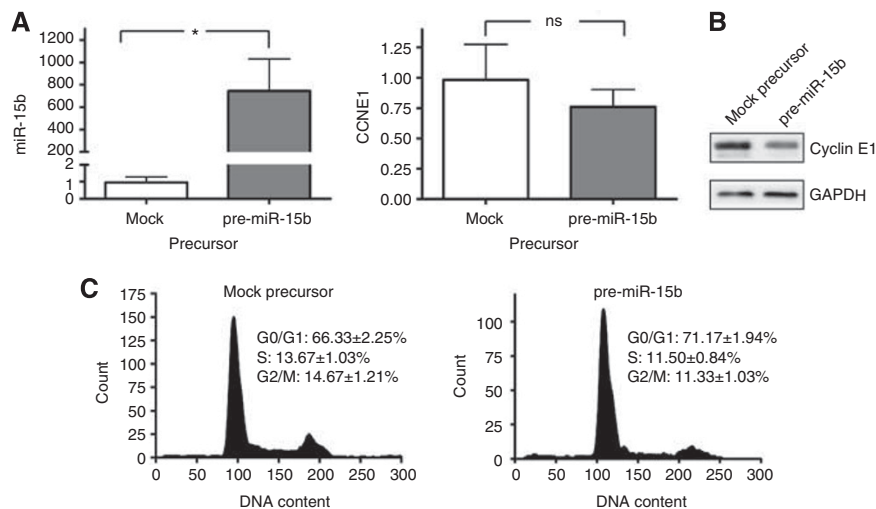 A
miR-15b
1200
1000
800
600
400
200
2
1
0
*
Mock
pre-miR-15b
Precursor
CCNE1
1.25
1.00
0.75
0.50
0.25
0.00
ns
Mock
pre-miR-15b
Precursor
B
Mock precursor
pre-miR-15b
Cyclin E1
GAPDH
C
Mock precursor
Count
175
150
125
100
75
50
25
0
G0/G1: 66.33±2.25%
S: 13.67±1.03%
G2/M: 14.67±1.21%
0 50 100 150 200 250 300
DNA content
pre-miR-15b
Count
100
75
50
25
0
G0/G1: 71.17±1.94%
S: 11.50±0.84%
G2/M: 11.33±1.03%
0 50 100 150 200 250 300
DNA content